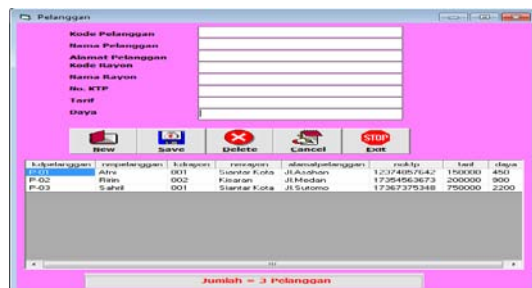 Pelanggan
Kode Pelanggan
Nama Pelanggan
Alamat Pelanggan
Kode Rayon
Nama Rayon
No. KTP
Tarif
Daya
New Save Delete Cancel STOP Exit
kdpelanggan nmpelanggan kdrayon nmrayon alamatpelanggan noktp tarif daya
P-01 Afni 001 Siantar Kota Jl.Asahan 12374857642 150000 450
P-02 Ririn 002 Kisaran Jl.Medan 17354563673 200000 900
P-03 Sahril 001 Siantar Kota Jl.Sutomo 17367375348 750000 2200
Jumlah = 3 Pelanggan